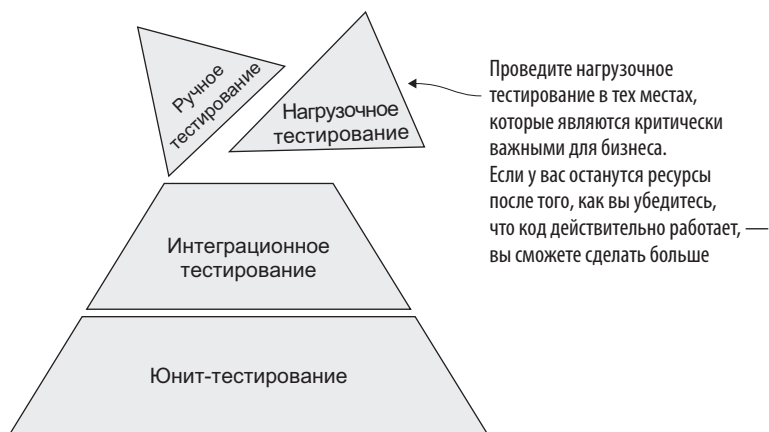 Ручное
тестирование
Нагрузочное
тестирование
Проведите нагрузочное
тестирование в тех местах,
которые являются критически
важными для бизнеса.
Если у вас останутся ресурсы
после того, как вы убедитесь,
что код действительно работает, —
вы сможете сделать больше
Интеграционное
тестирование
Юнит-тестирование